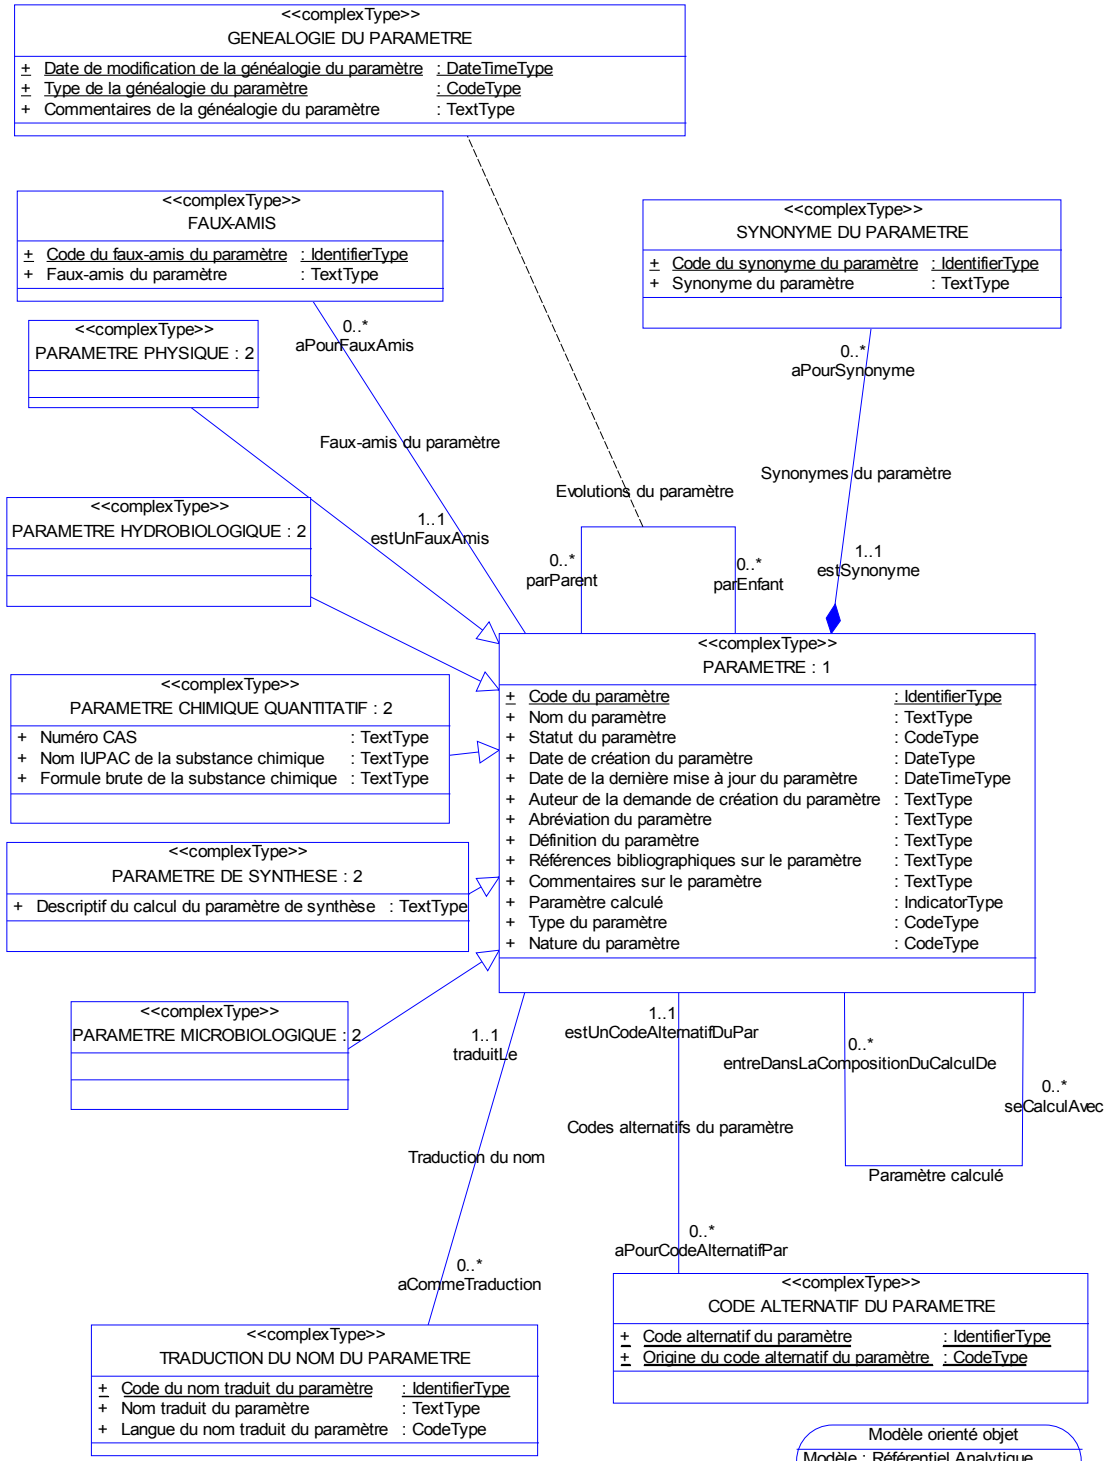 <<complexType>>
GENEALOGIE DU PARAMETRE
+ Date de modification de la généalogie du paramètre : DateTimeType
+ Type de la généalogie du paramètre : CodeType
+ Commentaires de la généalogie du paramètre : TextType
<<complexType>>
FAUX-AMIS
+ Code du faux-amis du paramètre : IdentifierType
+ Faux-amis du paramètre : TextType
<<complexType>>
SYNONYME DU PARAMETRE
+ Code du synonyme du paramètre : IdentifierType
+ Synonyme du paramètre : TextType
<<complexType>>
PARAMETRE PHYSIQUE : 2
0..*
aPourFauxAmis
0..*
aPourSynonyme
Faux-amis du paramètre
Synonymes du paramètre
Evolutions du paramètre
<<complexType>>
PARAMETRE HYDROBIOLOGIQUE : 2
1..1
estUnFauxAmis
0..*
parParent
0..*
parEnfant
1..1
estSynonyme
<<complexType>>
PARAMETRE : 1
+ Code du paramètre : IdentifierType
+ Nom du paramètre : TextType
+ Statut du paramètre : CodeType
+ Date de création du paramètre : DateType
+ Date de la dernière mise à jour du paramètre : DateTimeType
+ Auteur de la demande de création du paramètre : TextType
+ Abréviation du paramètre : TextType
+ Définition du paramètre : TextType
+ Références bibliographiques sur le paramètre : TextType
+ Commentaires sur le paramètre : TextType
+ Paramètre calculé : IndicatorType
+ Type du paramètre : CodeType
+ Nature du paramètre : CodeType
<<complexType>>
PARAMETRE CHIMIQUE QUANTITATIF : 2
+ Numéro CAS : TextType
+ Nom IUPAC de la substance chimique : TextType
+ Formule brute de la substance chimique : TextType
<<complexType>>
PARAMETRE DE SYNTHESE : 2
+ Descriptif du calcul du paramètre de synthèse : TextType
<<complexType>>
PARAMETRE MICROBIOLOGIQUE : 2
1..1
traduitLe
1..1
estUnCodeAlternatifDuPar
0..*
entreDansLaCompositionDuCalculDe
0..*
seCalculAvec
Codes alternatifs du paramètre
Traduction du nom
Paramètre calculé
0..*
aPourCodeAlternatifPar
0..*
aCommeTraduction
<<complexType>>
CODE ALTERNATIF DU PARAMETRE
+ Code alternatif du paramètre : IdentifierType
+ Origine du code alternatif du paramètre : CodeType
<<complexType>>
TRADUCTION DU NOM DU PARAMETRE
+ Code du nom traduit du paramètre : IdentifierType
+ Nom traduit du paramètre : TextType
+ Langue du nom traduit du paramètre : CodeType
Modèle orienté objet
Modèle : Référentiel Analytique